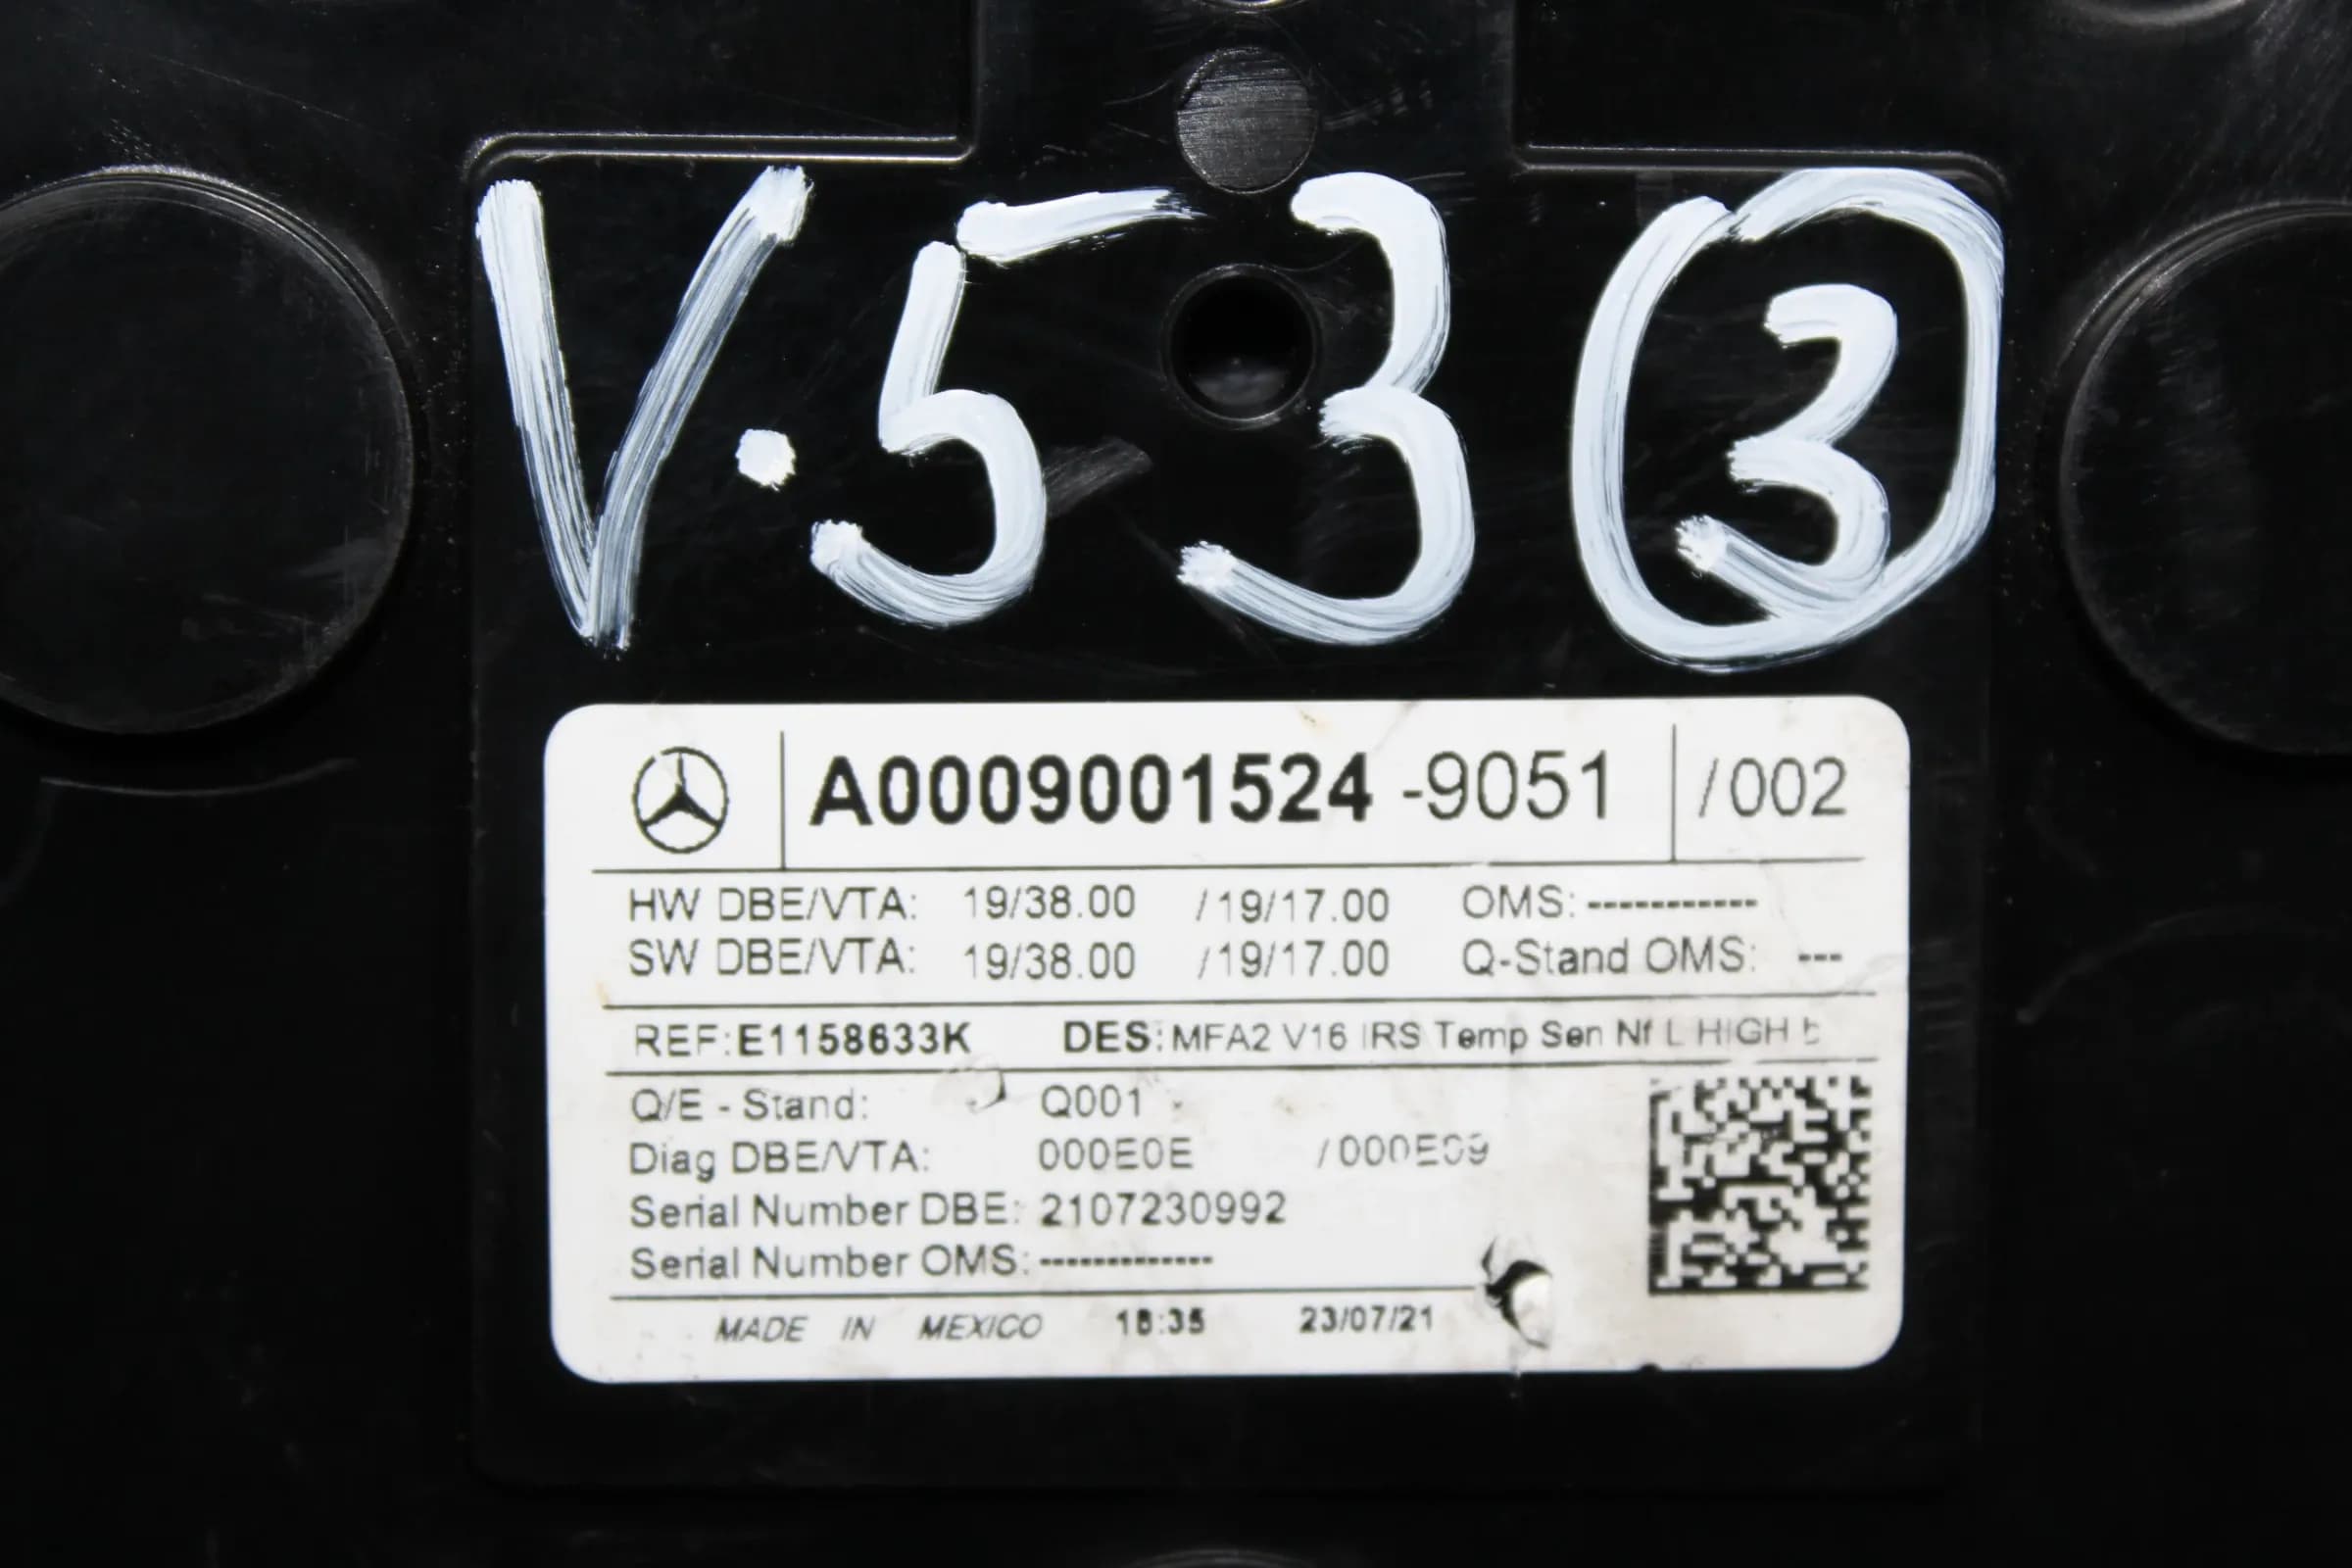 V.53 3
A0009001524 -9051 /002
HW DBE/VTA: 19/38.00 /19/17.00 OMS: -----------
SW DBE/VTA: 19/38.00 /19/17.00 Q-Stand OMS: ---
REF:E1158633K DES:MFA2 V16 IRS Temp Sen Nf L HIGH
Q/E - Stand: Q001
Diag DBE/VTA: 000E0E /000E09
Serial Number DBE: 2107230992
Serial Number OMS: -------------
MADE IN MEXICO 18:35 23/07/21